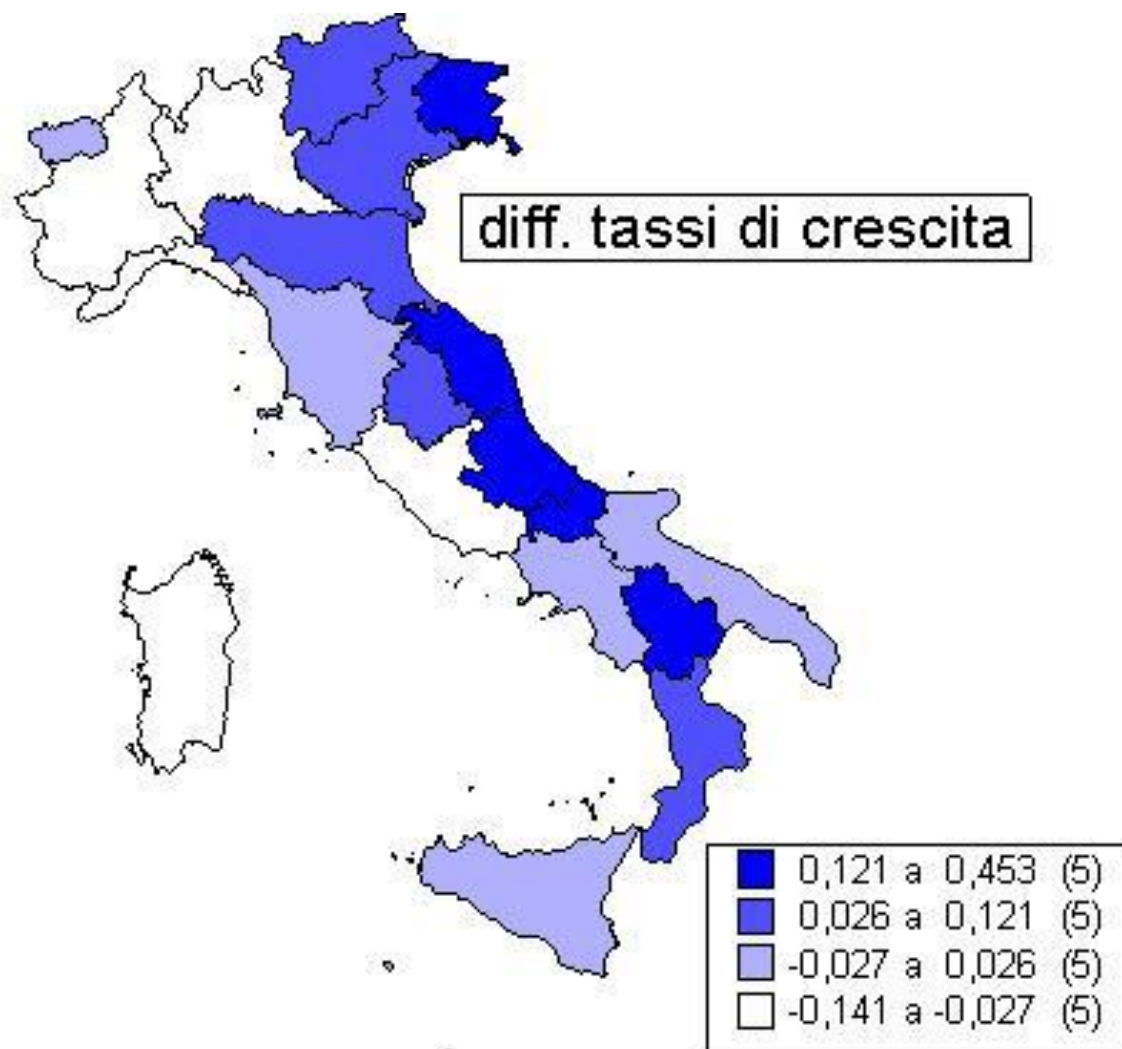 diff. tassi di crescita
0,121 a 0,453 (5)
0,026 a 0,121 (5)
-0,027 a 0,026 (5)
-0,141 a -0,027 (5)